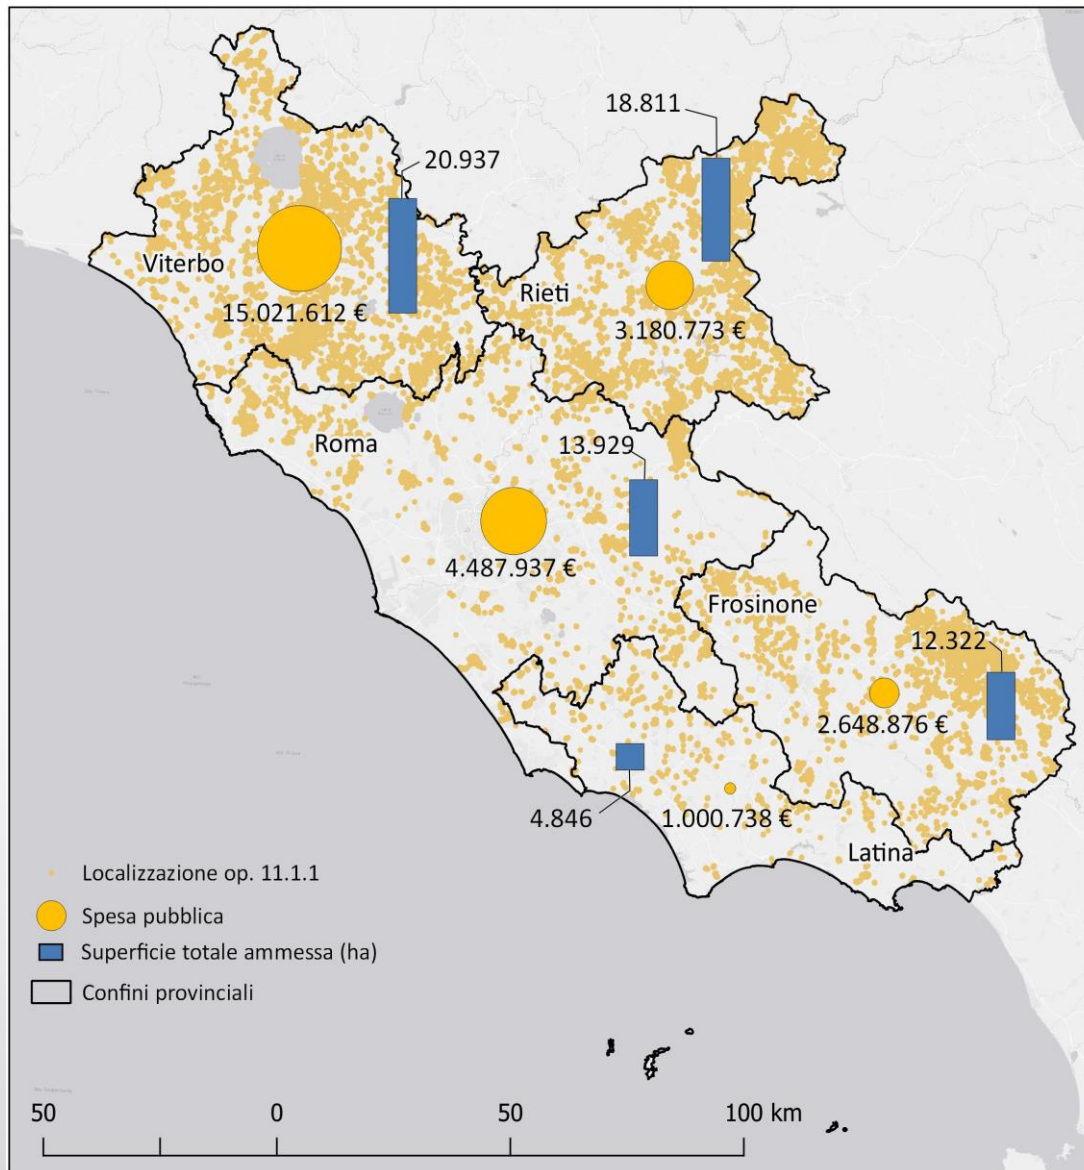 18.811
20.937
Viterbo
15.021.612 €
Rieti
3.180.773 €
Roma
13.929
4.487.937 €
Frosinone
12.322
2.648.876 €
4.846
1.000.738 €
Latina
Localizzazione op. 11.1.1
Spesa pubblica
Superficie totale ammessa (ha)
Confini provinciali
50 0 50 100 km